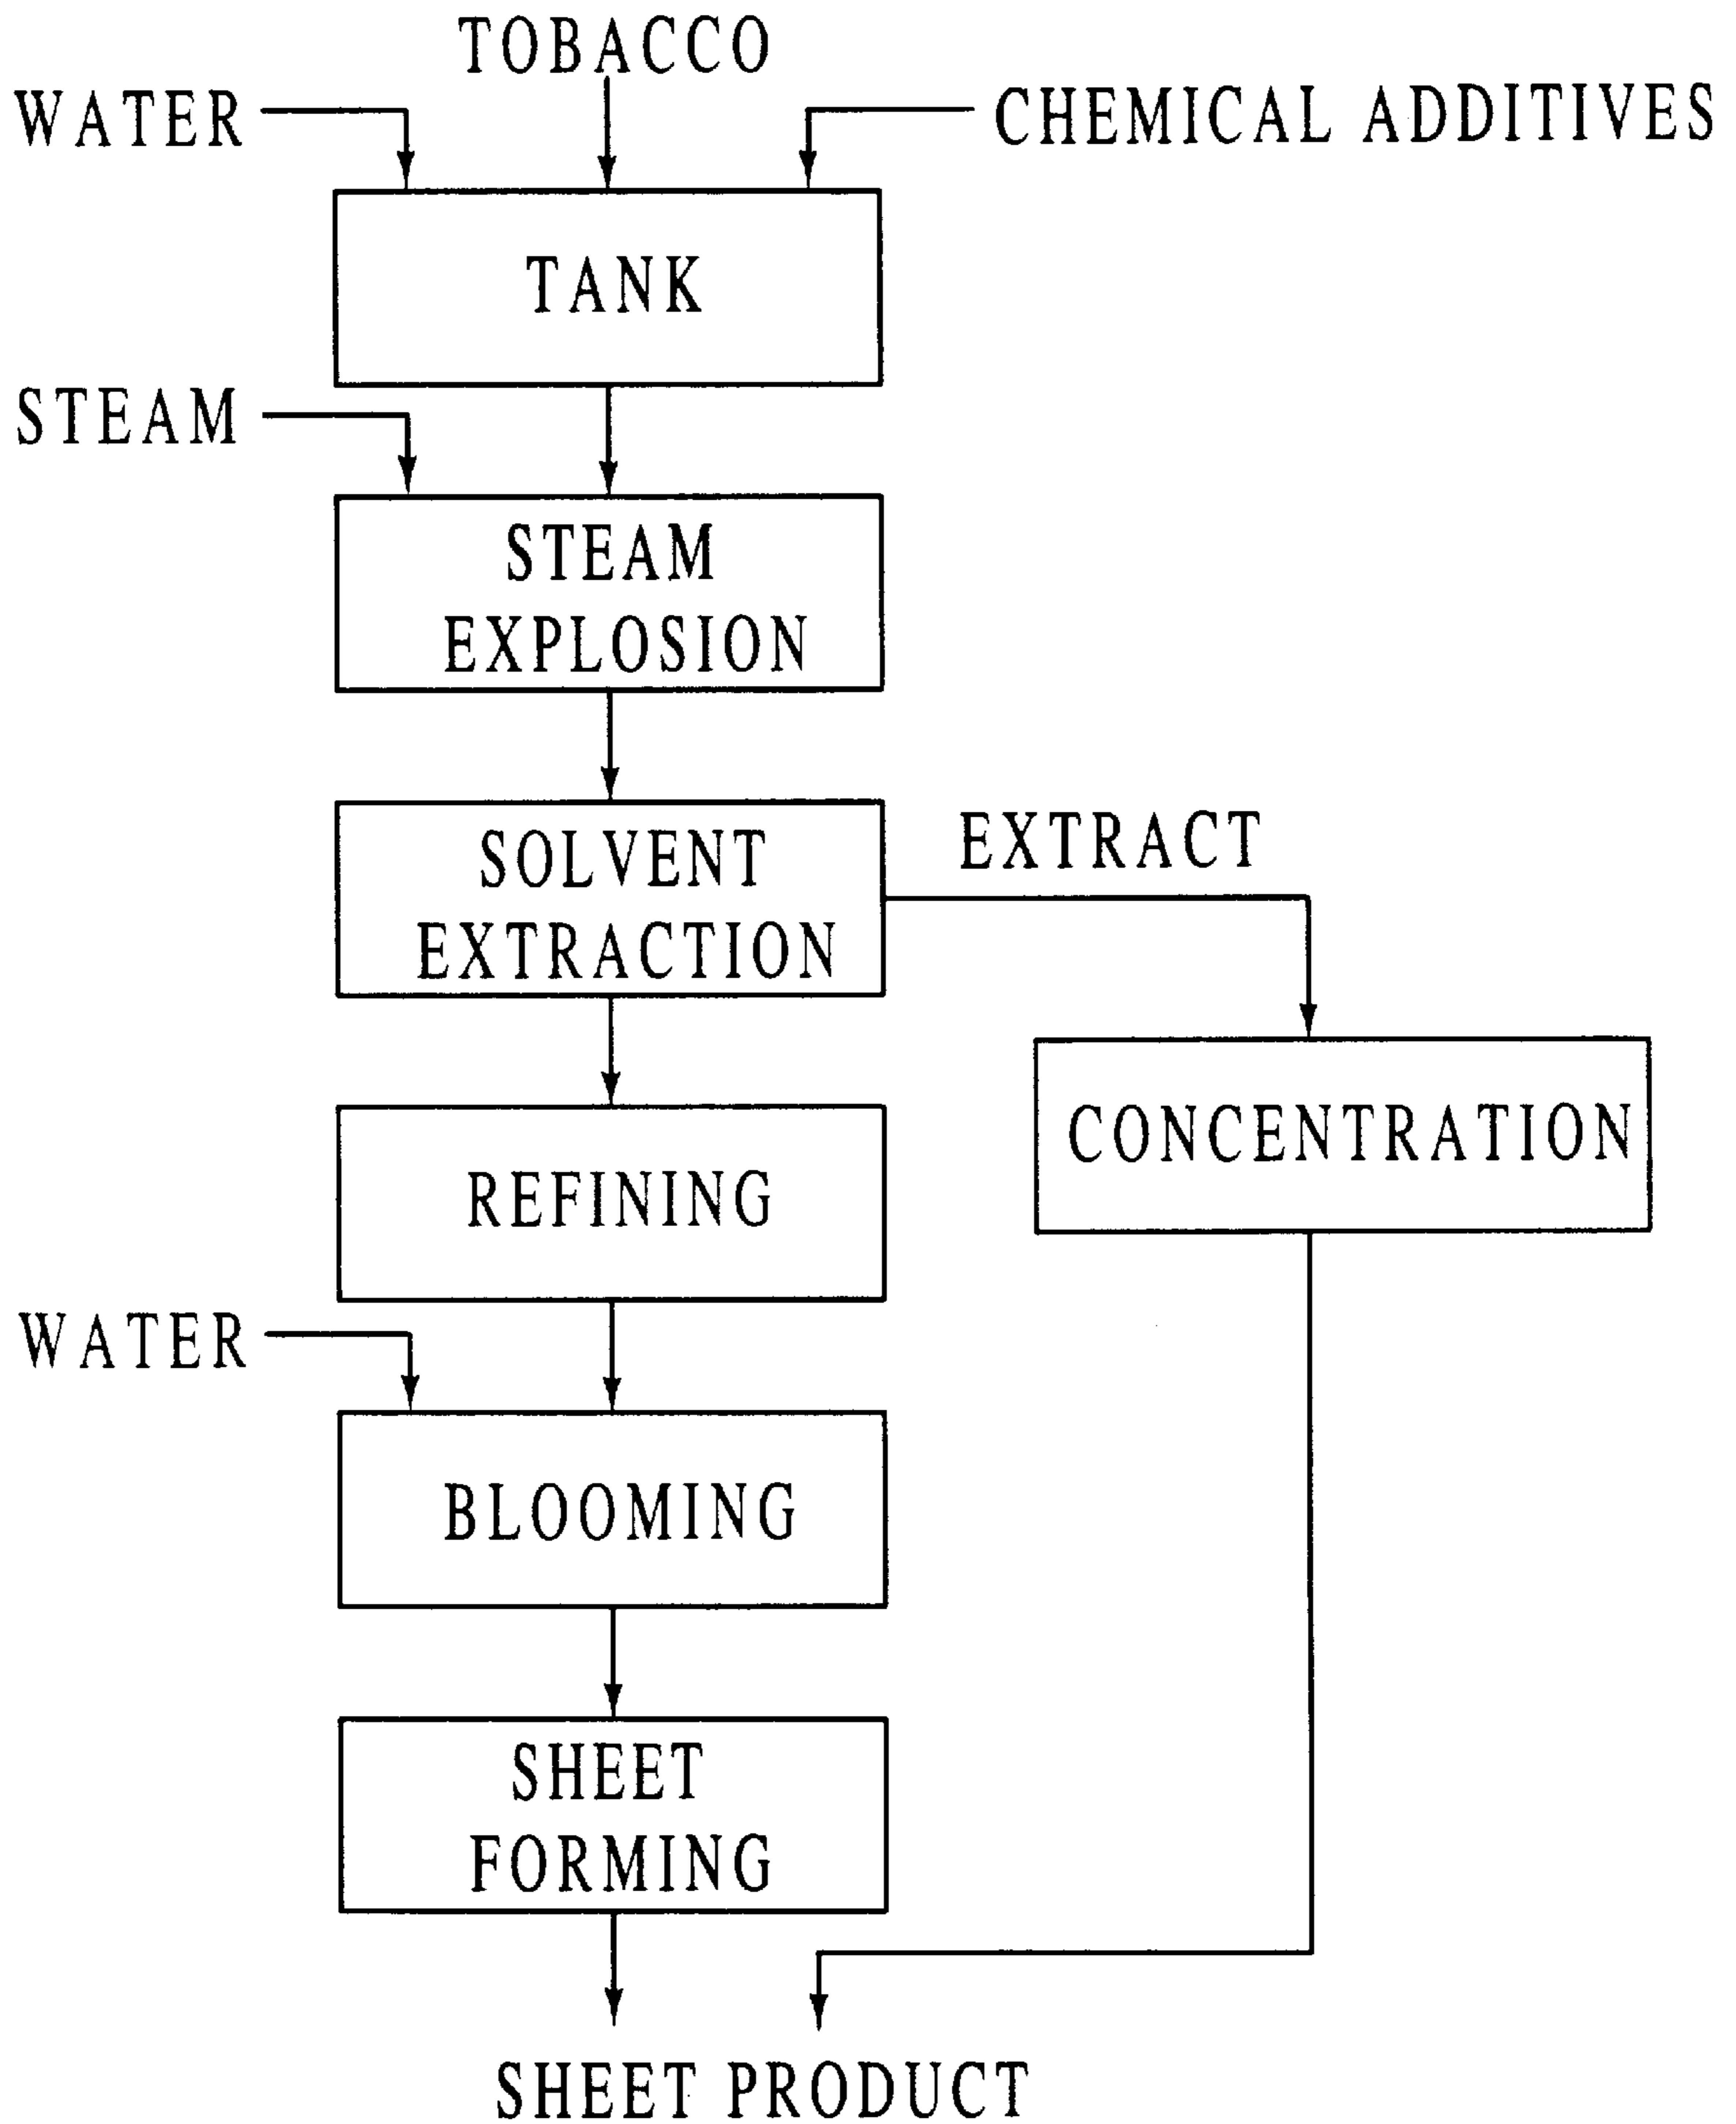 TOBACCO
WATER
CHEMICAL ADDITIVES
TANK
STEAM
STEAM
EXPLOSION
SOLVENT
EXTRACTION
EXTRACT
CONCENTRATION
REFINING
WATER
BLOOMING
SHEET
FORMING
SHEET PRODUCT